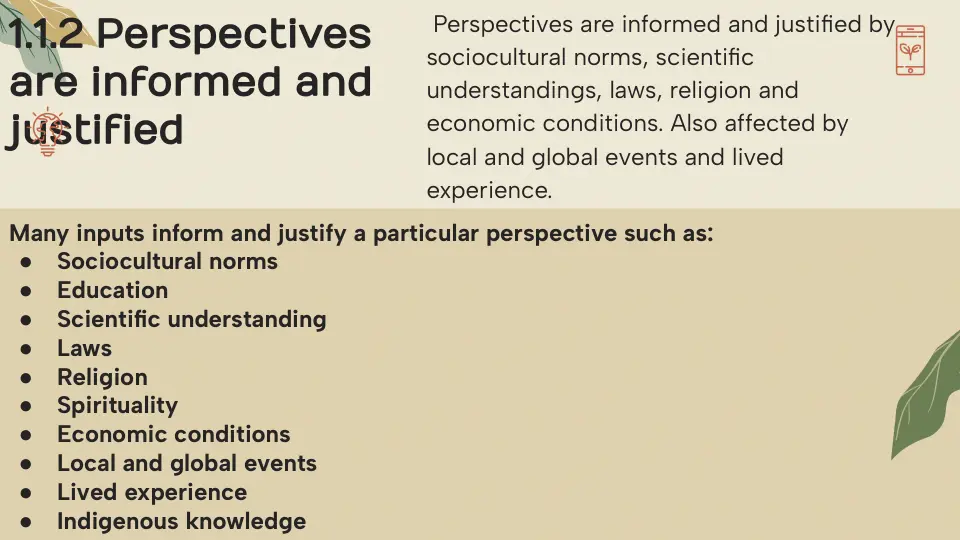 1.1.2 Perspectives
are informed and
justified
Perspectives are informed and justified by
sociocultural norms, scientific
understandings, laws, religion and
economic conditions. Also affected by
local and global events and lived
experience.
Many inputs inform and justify a particular perspective such as:
● Sociocultural norms
● Education
● Scientific understanding
● Laws
● Religion
● Spirituality
● Economic conditions
● Local and global events
● Lived experience
● Indigenous knowledge